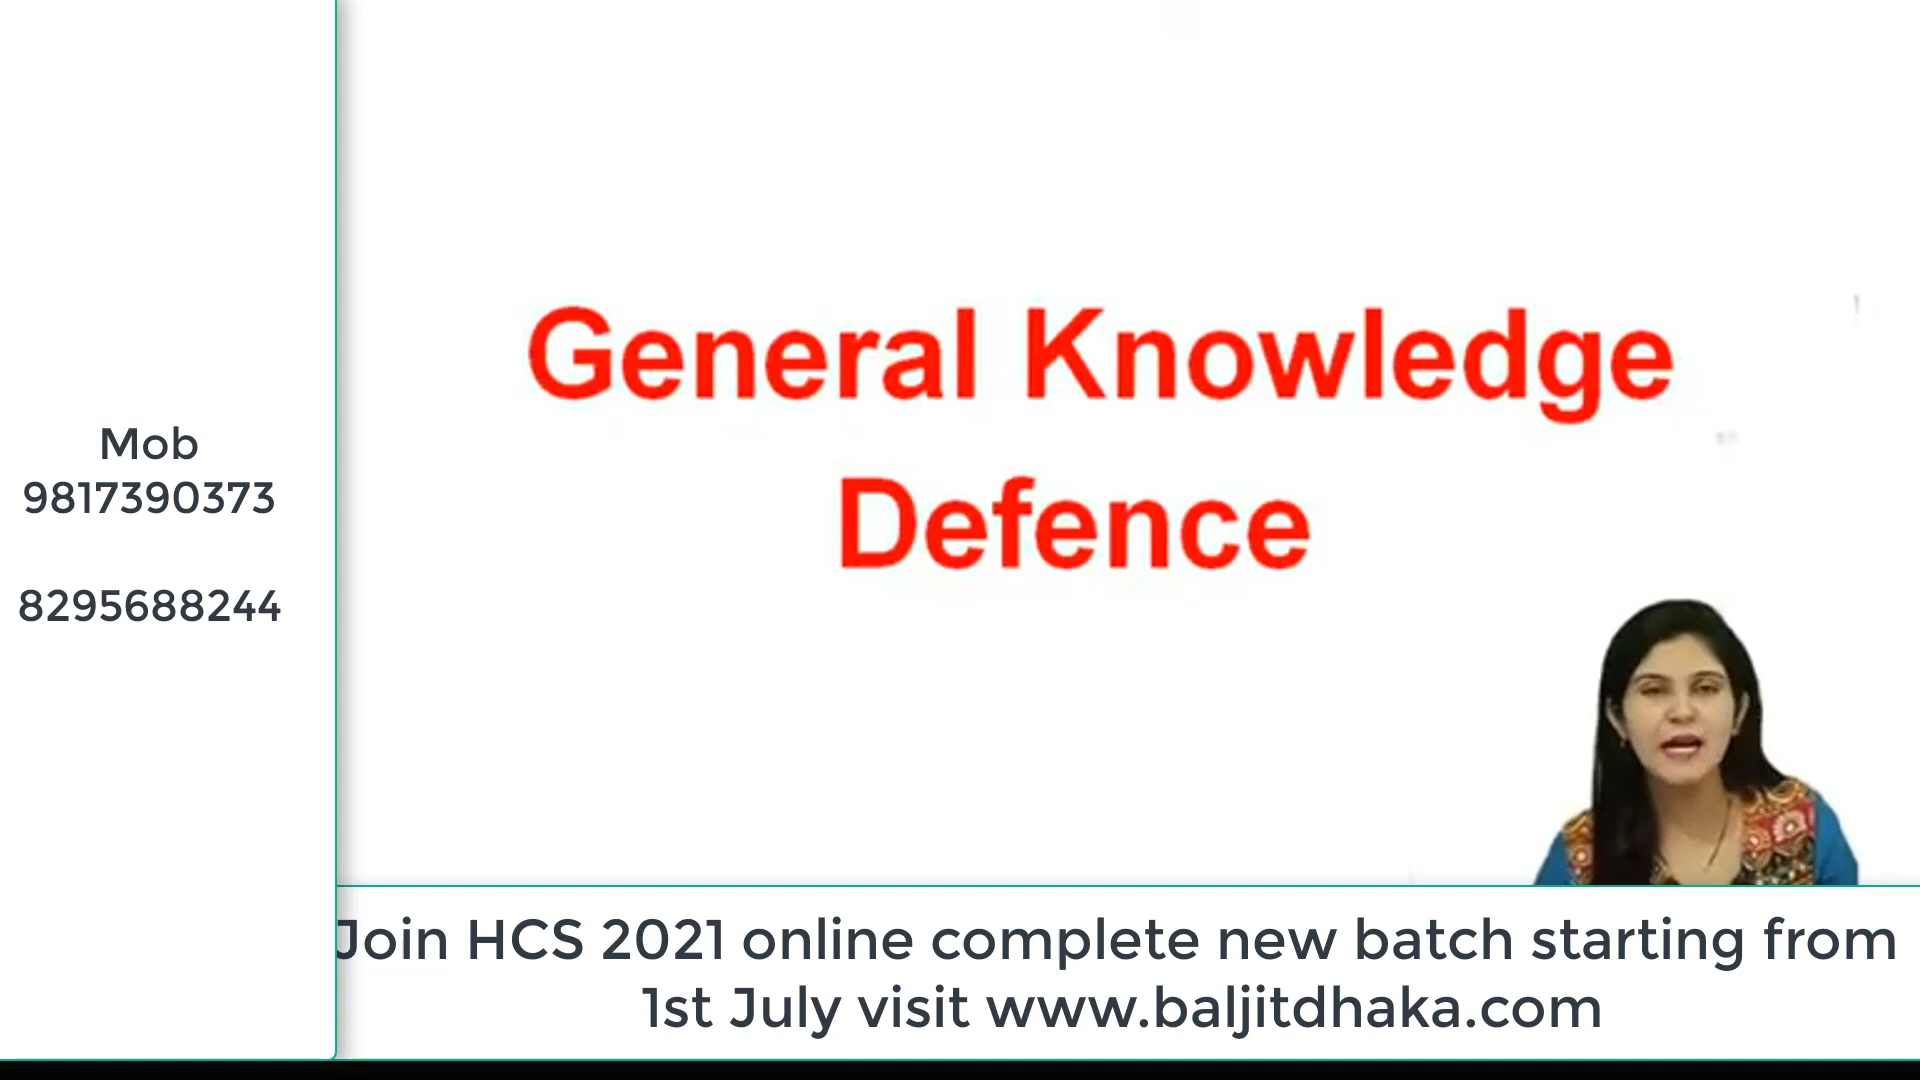 Mob
9817390373
8295688244
General Knowledge
Defence
Join HCS 2021 online complete new batch starting from
1st July visit www.baljitdhaka.com